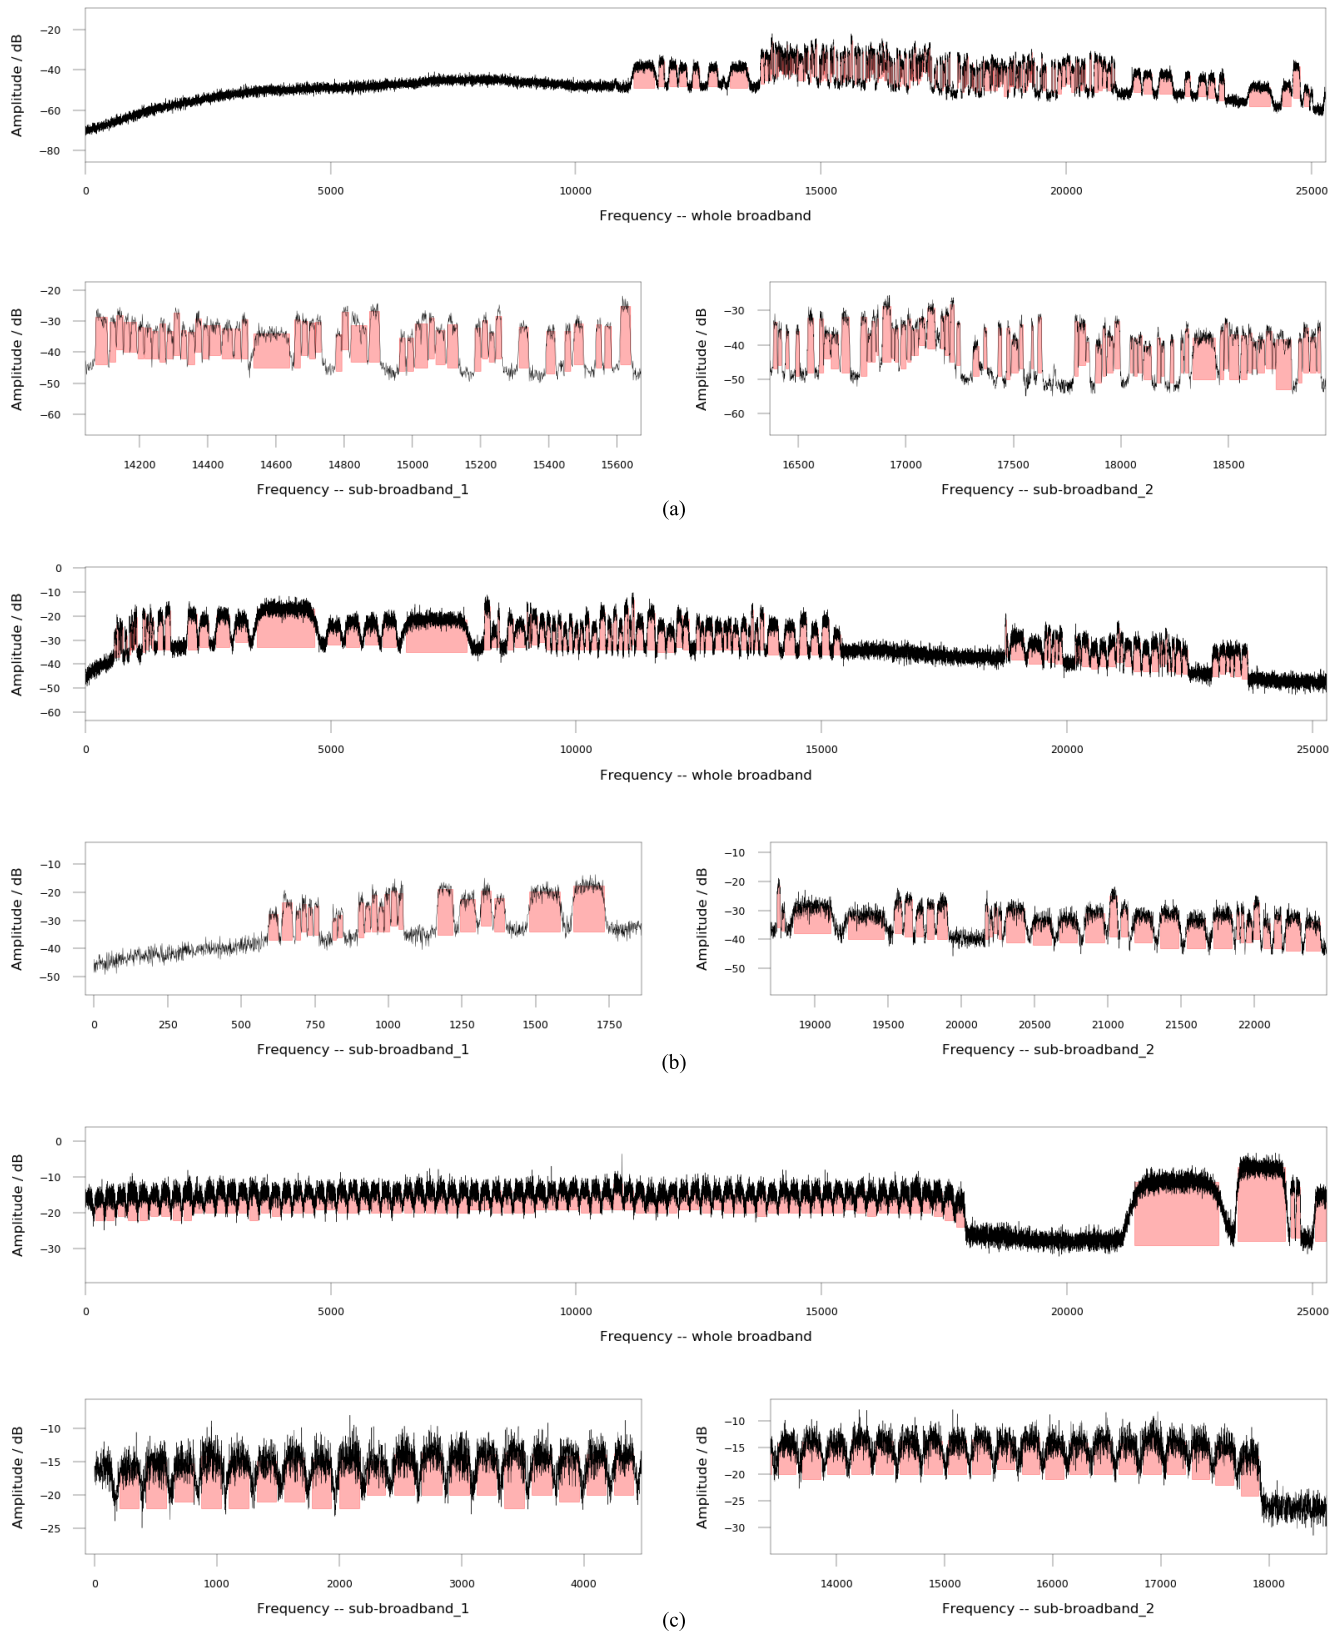 Amplitude / dB
−20
−40
−60
−80
0 5000 10000 15000 20000 25000
Frequency -- whole broadband
Amplitude / dB
−20
−30
−40
−50
−60
14200 14400 14600 14800 15000 15200 15400 15600
Frequency -- sub-broadband_1
Amplitude / dB
−30
−40
−50
−60
16500 17000 17500 18000 18500
Frequency -- sub-broadband_2
(a)
Amplitude / dB
0
−10
−20
−30
−40
−50
−60
0 5000 10000 15000 20000 25000
Frequency -- whole broadband
Amplitude / dB
−10
−20
−30
−40
−50
0 250 500 750 1000 1250 1500 1750
Frequency -- sub-broadband_1
Amplitude / dB
−10
−20
−30
−40
−50
19000 19500 20000 20500 21000 21500 22000
Frequency -- sub-broadband_2
(b)
Amplitude / dB
0
−10
−20
−30
0 5000 10000 15000 20000 25000
Frequency -- whole broadband
Amplitude / dB
−10
−15
−20
−25
0 1000 2000 3000 4000
Frequency -- sub-broadband_1
Amplitude / dB
−10
−15
−20
−25
−30
14000 15000 16000 17000 18000
Frequency -- sub-broadband_2
(c)